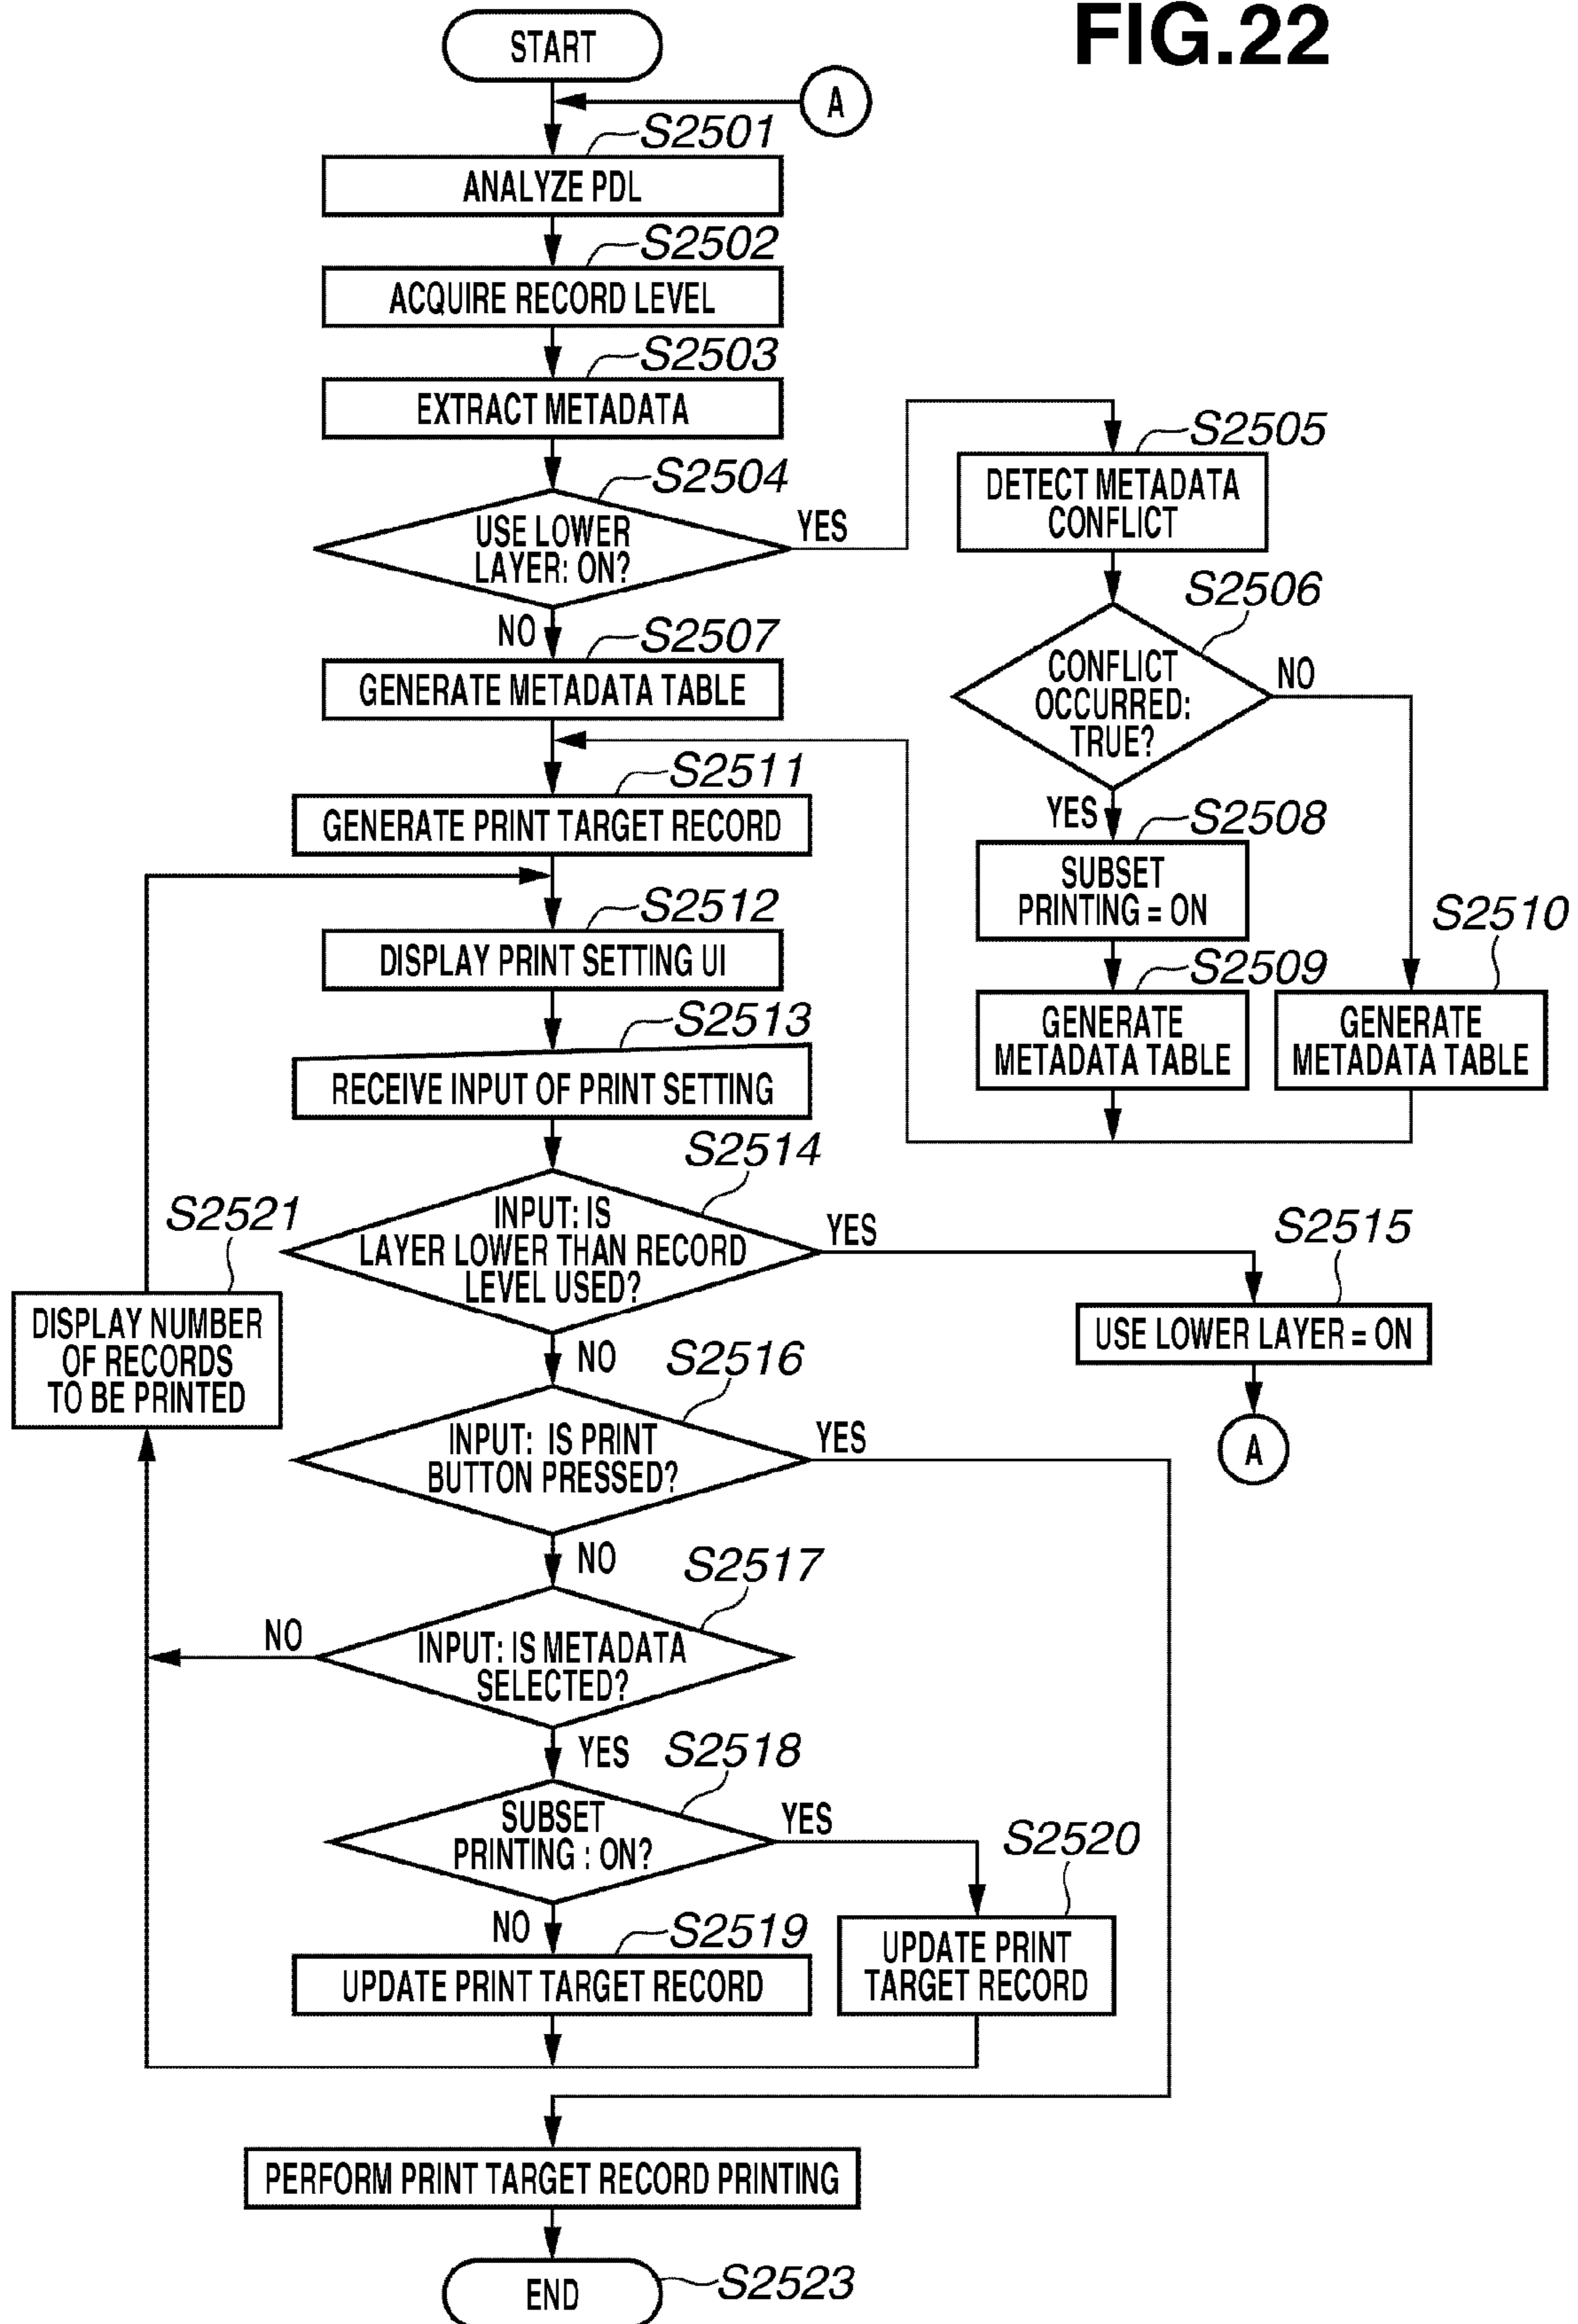 FIG.22
START
A
S2501
ANALYZE PDL
S2502
ACQUIRE RECORD LEVEL
S2503
EXTRACT METADATA
S2504
USE LOWER
LAYER: ON?
YES
NO
S2505
DETECT METADATA
CONFLICT
S2506
CONFLICT
OCCURRED:
TRUE?
NO
YES
S2507
GENERATE METADATA TABLE
S2508
SUBSET
PRINTING = ON
S2509
GENERATE
METADATA TABLE
S2510
GENERATE
METADATA TABLE
S2511
GENERATE PRINT TARGET RECORD
S2512
DISPLAY PRINT SETTING UI
S2513
RECEIVE INPUT OF PRINT SETTING
S2514
INPUT: IS
LAYER LOWER THAN RECORD
LEVEL USED?
YES
NO
S2515
USE LOWER LAYER = ON
A
S2521
DISPLAY NUMBER
OF RECORDS
TO BE PRINTED
S2516
INPUT: IS PRINT
BUTTON PRESSED?
YES
NO
S2517
INPUT: IS METADATA
SELECTED?
NO
YES
S2518
SUBSET
PRINTING : ON?
YES
NO
S2519
UPDATE PRINT TARGET RECORD
S2520
UPDATE PRINT
TARGET RECORD
PERFORM PRINT TARGET RECORD PRINTING
END
S2523